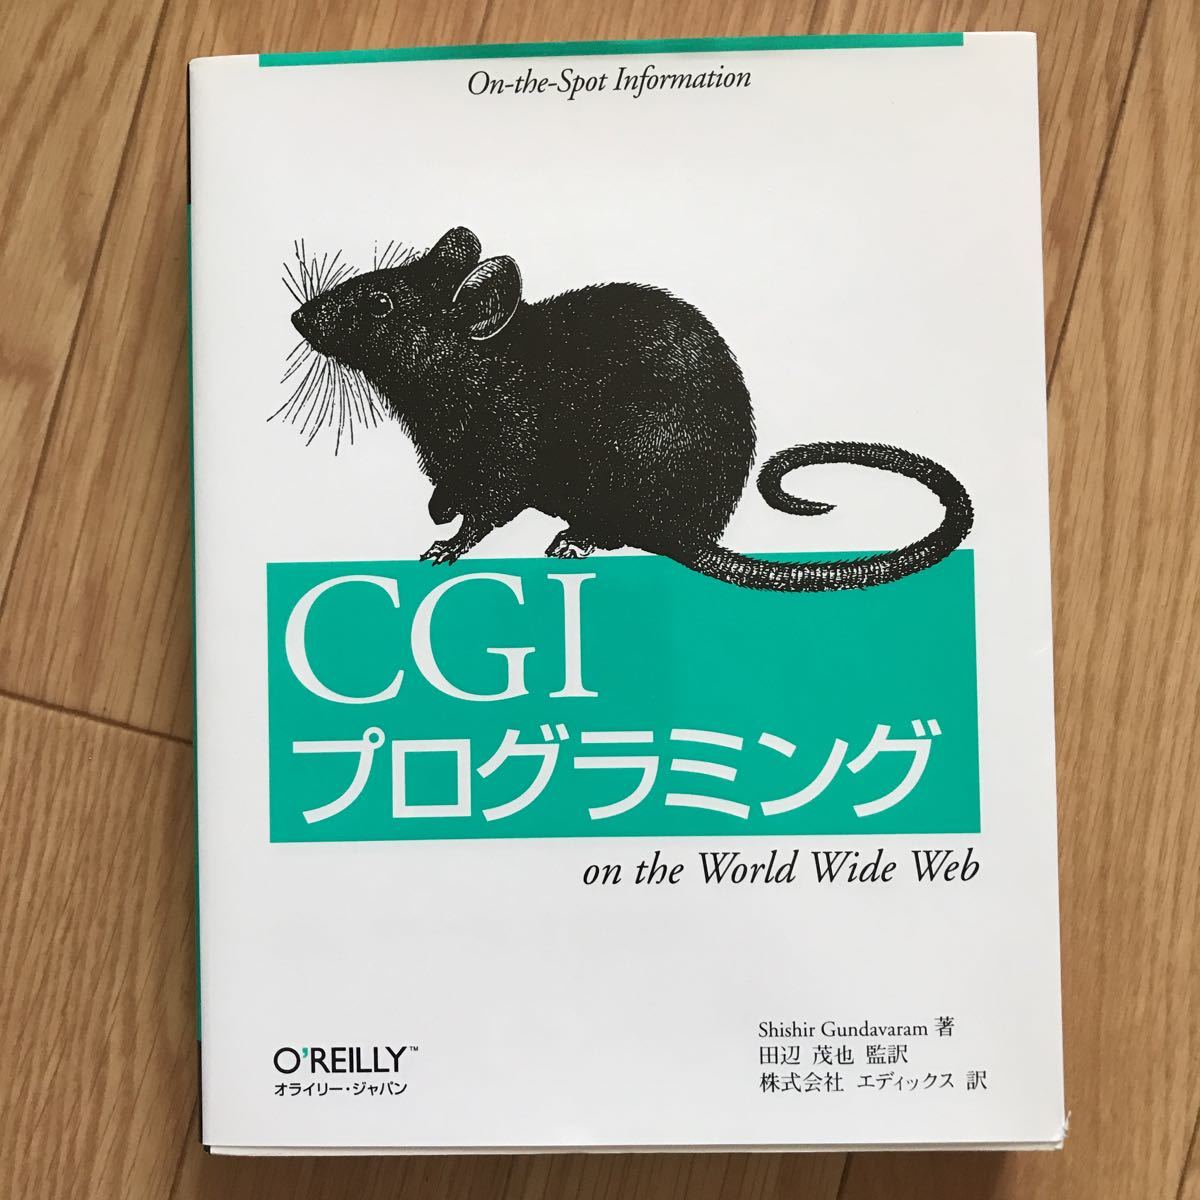 On-the-Spot Information
CGI
プログラミング
on the World Wide Web
Shishir Gundavaram 著
田辺 茂也 監訳
株式会社 エディックス 訳
O'REILLY™
オライリー・ジャパン